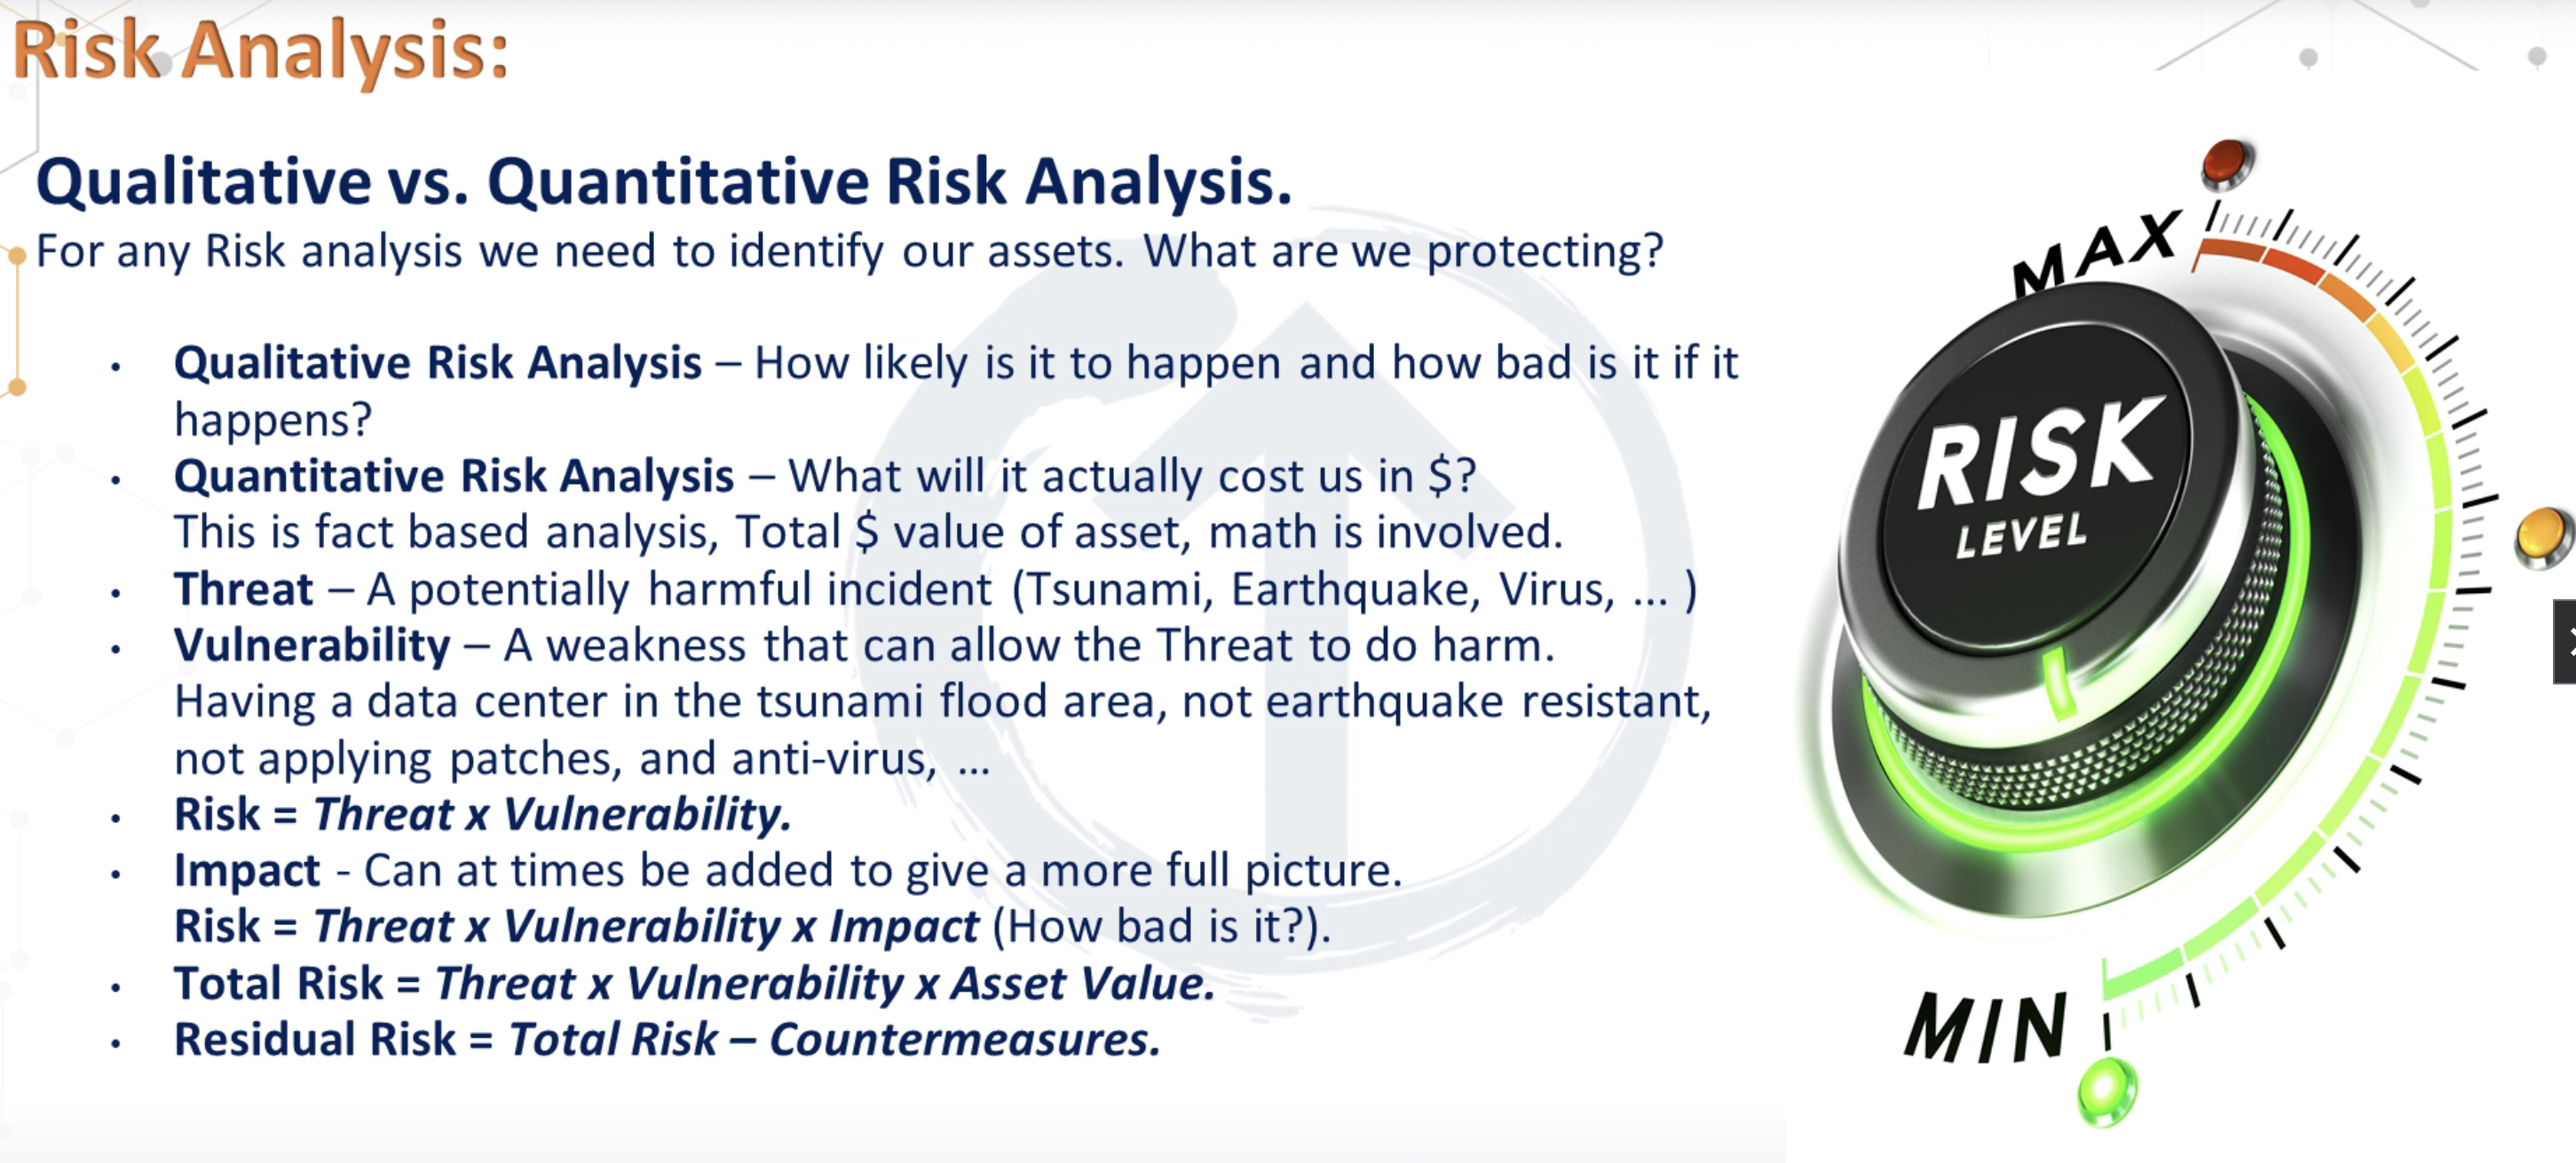 Risk Analysis:
Qualitative vs. Quantitative Risk Analysis.
For any Risk analysis we need to identify our assets. What are we protecting?
• Qualitative Risk Analysis – How likely is it to happen and how bad is it if it
happens?
• Quantitative Risk Analysis – What will it actually cost us in $?
This is fact based analysis, Total $ value of asset, math is involved.
• Threat – A potentially harmful incident (Tsunami, Earthquake, Virus, ... )
• Vulnerability – A weakness that can allow the Threat to do harm.
Having a data center in the tsunami flood area, not earthquake resistant,
not applying patches, and anti-virus, ...
• Risk = Threat x Vulnerability.
• Impact - Can at times be added to give a more full picture.
Risk = Threat x Vulnerability x Impact (How bad is it?).
• Total Risk = Threat x Vulnerability x Asset Value.
• Residual Risk = Total Risk – Countermeasures.
MAX
RISK
LEVEL
MIN